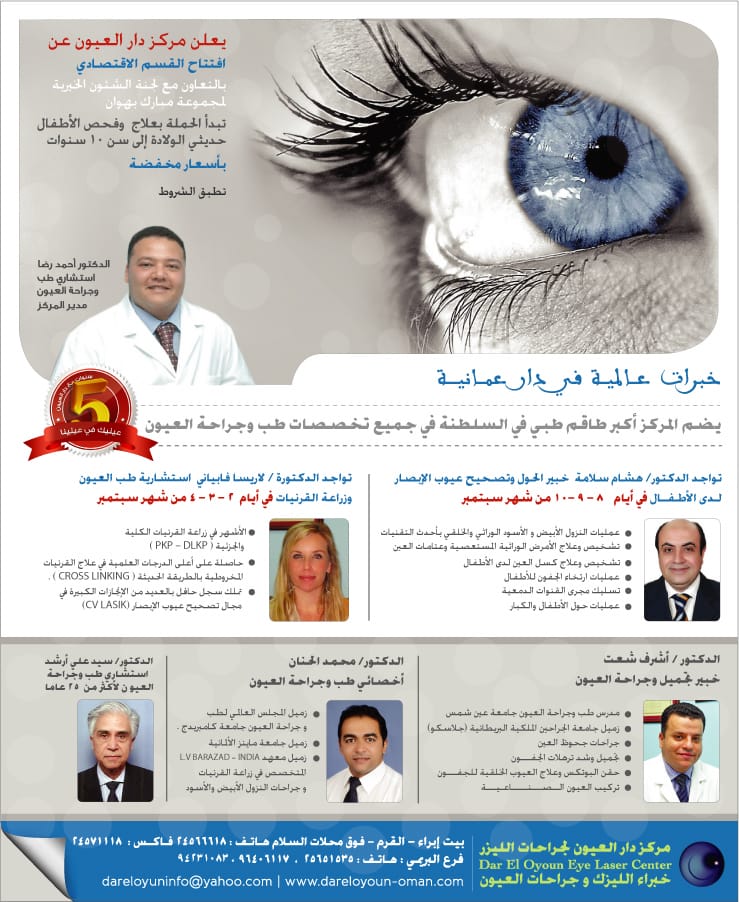 يعلن مركز دار العيون عن
افتتاح القسم الاقتصادي
بالتعاون مع لجنة الشئون الخيرية
لمجموعة مبارك بهوان
تبدأ الحملة بعلاج وفحص الأطفال
حديثي الولادة إلى سن ١٠ سنوات
بأسعار مخفضة
تطبق الشروط
الدكتور أحمد رضا
استشاري طب
وجراحة العيون
مدير المركز
خبرات عالمية في دار عمانية
5
سنوات دار العيون
عينيك في عينينا
يضم المركز أكبر طاقم طبي في السلطنة في جميع تخصصات طب وجراحة العيون
تواجد الدكتور/ هشام سلامة خبير الحول وتصحيح عيوب الإبصار
لدى الأطفـال في أيام ٨ - ٩ - ١٠ من شهر سبتمبر
عمليات النزول الأبيض و الأسود الوراثي والخلقي بأحدث التقنيات
تشخيص وعلاج الأمرض الوراثية المستعصية وعتامات العين
تشخيص وعلاج كسل العين لدى الأطفال
عمليات ارتخاء الجفون للأطفال
تسليك مجرى القنوات الدمعية
عمليات حول الأطفال والكبار
تواجد الدكتورة / لاريسا فابياني استشارية طب العيون
وزراعة القرنيات في أيام ٢ - ٣ - ٤ من شهر سبتمبر
الأشهر في زراعة القرنيات الكلية
والجزئية ( PKP - DLKP )
حاصلة على أعلى الدرجات العلمية في علاج القرنيات
المخروطية بالطريقة الحديثة ( CROSS LINKING ) .
تملك سجل حافل بالعديد من الإنجازات الكبيرة في
مجال تصحيح عيوب الإبصار (CV LASIK)
الدكتور / أشرف شعت
خبير تجميل وجراحة العيون
مدرس طب وجراحة العيون جامعة عين شمس
زميل جامعة الجراحين الملكية البريطانية (جلاسكو)
جراحات جحوظ العين
تجميل وشد ترهلات الجفـــون
حقن البوتكس وعلاج العيوب الخلقية للجفـون
تركيب العيون الـصـنـــاعـيــة
الدكتور/ محمد الحنان
أخصائي طب وجراحة العيون
زميل المجلس العالمي لطب
و جراحة العيون جامعة كامبريدج .
زميل جامعة ماينز الألمانية
زميل معهد L.V BARAZAD - INDIA
المتخصص في زراعة القرنيات
و جراحات النزول الأبيض والأسود
الدكتور/ سيد علي أرشد
استشاري طب وجراحة
العيون لأكثر من ٢٥ عاما
مركز دار العيون لجراحات الليزر
Dar El Oyoun Eye Laser Center
خبراء الليزك و جراحات العيون
بيت إبراء - القرم - فوق محلات السلام هاتف : ٢٤٥٦٦٦١٨ فاكس : ٢٤٥٧١١١٨
فرع البرمي : هاتف : ٢٥٦٥١٥٣٥ ، ٩٦٤٠٦١١٧ ، ٩٤٢٣١٠٨٣
dareloyuninfo@yahoo.com | www.dareloyoun-oman.com